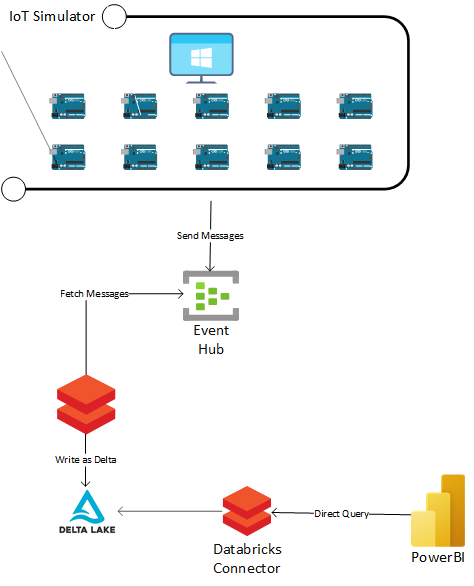 IoT Simulator
Send Messages
Fetch Messages
Event
Hub
Write as Delta
DELTA LAKE
Direct Query
Databricks
Connector
PowerBI